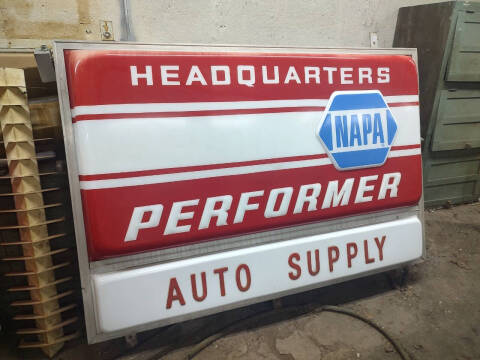 HEADQUARTERS
NAPA
PERFORMER
AUTO SUPPLY